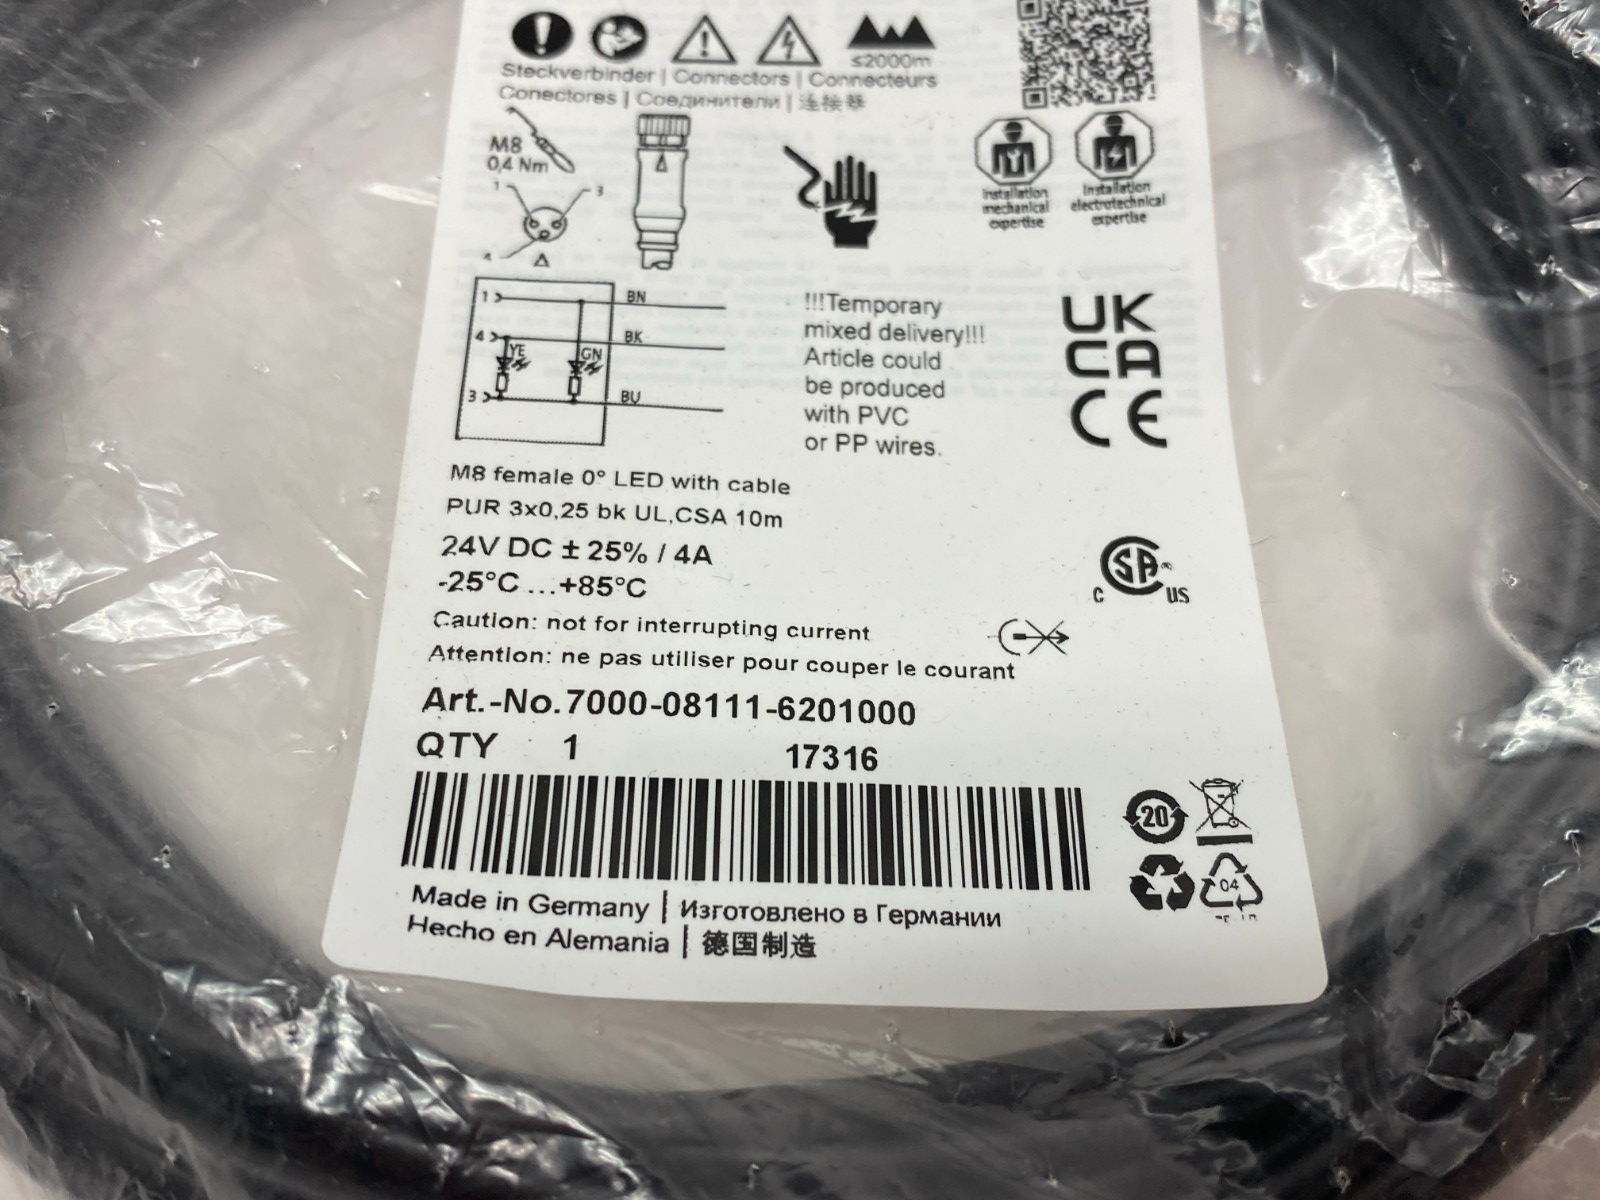 ≤2000m
Steckverbinder | Connectors | Connecteurs
Conectores | Соединители | 连接器
M8
0,4 Nm
1 3
4
Installation
mechanical
expertise
Installation
electrotechnical
expertise
1 BN
4 BK
YE GN
3 BU
!!!Temporary
mixed delivery!!!
Article could
be produced
with PVC
or PP wires.
UK
CA
CE
M8 female 0° LED with cable
PUR 3x0,25 bk UL,CSA 10m
24V DC ± 25% / 4A
-25°C ...+85°C
C SA ® US
Caution: not for interrupting current
Attention: ne pas utiliser pour couper le courant
Art.-No.7000-08111-6201000
QTY 1 17316
20
04
Made in Germany | Изготовлено в Германии
Hecho en Alemania | 德国制造